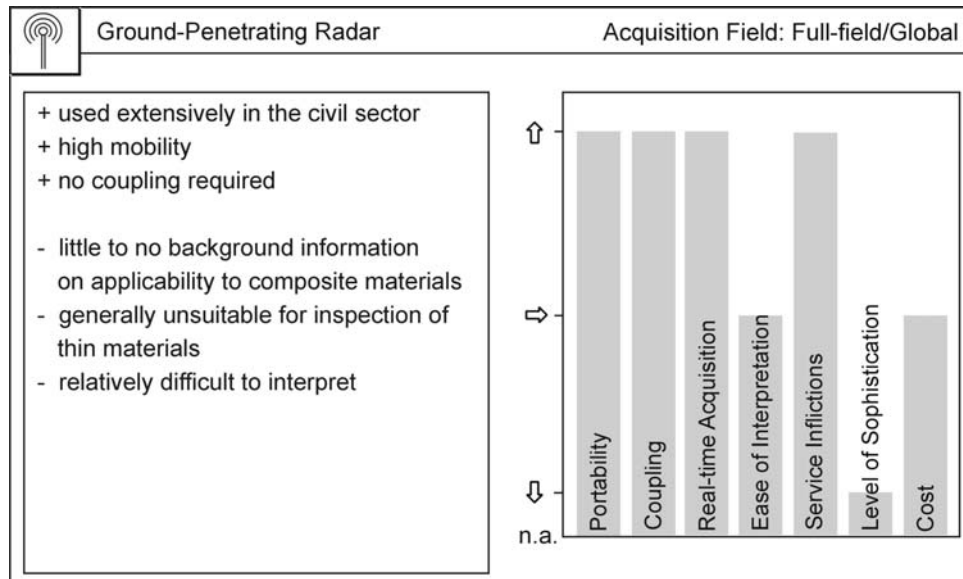 Ground-Penetrating Radar
Acquisition Field: Full-field/Global
+ used extensively in the civil sector
+ high mobility
+ no coupling required
- little to no background information
on applicability to composite materials
- generally unsuitable for inspection of
thin materials
- relatively difficult to interpret
n.a.
Portability
Coupling
Real-time Acquisition
Ease of Interpretation
Service Inflictions
Level of Sophistication
Cost